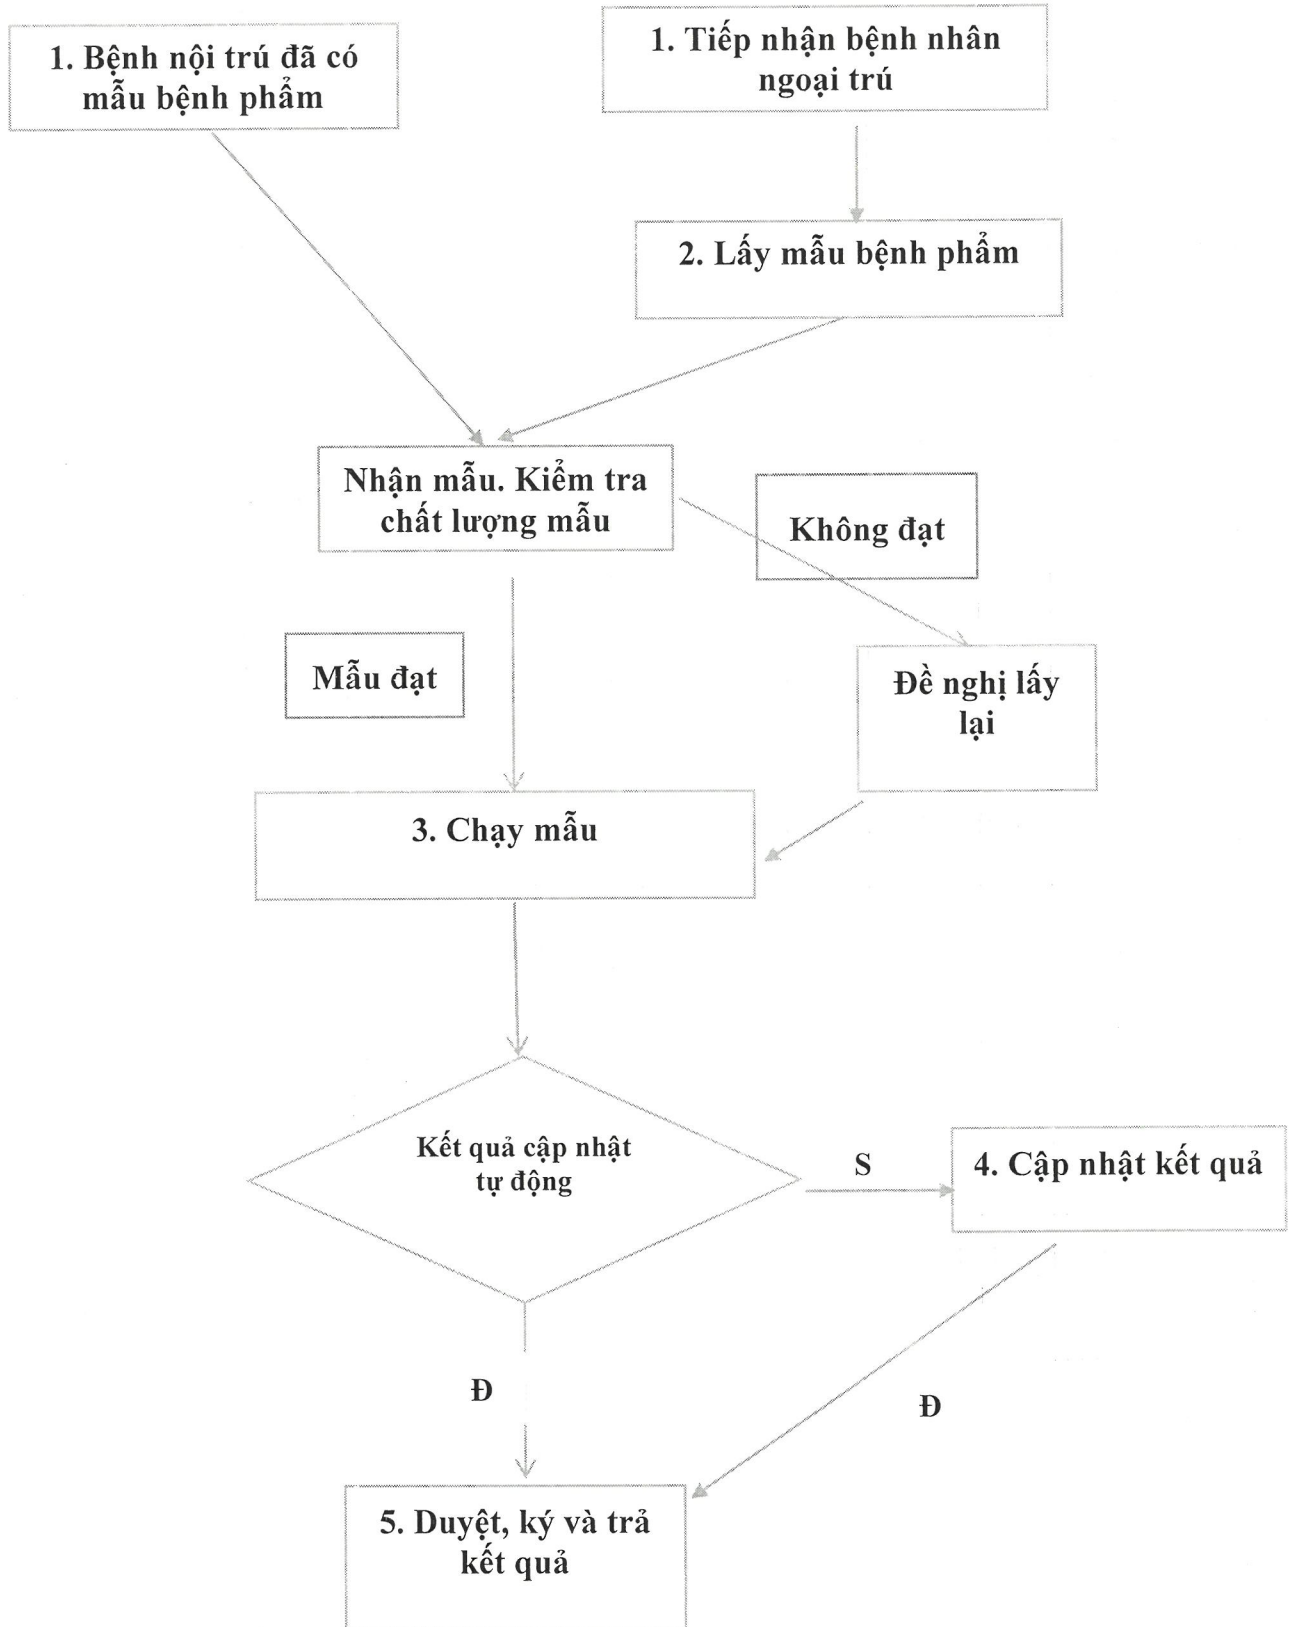 1. Bệnh nội trú đã có
mẫu bệnh phẩm
1. Tiếp nhận bệnh nhân
ngoại trú
2. Lấy mẫu bệnh phẩm
Nhận mẫu. Kiểm tra
chất lượng mẫu
Không đạt
Mẫu đạt
Đề nghị lấy
lại
3. Chạy mẫu
Kết quả cập nhật
tự động
S
4. Cập nhật kết quả
Đ
Đ
5. Duyệt, ký và trả
kết quả